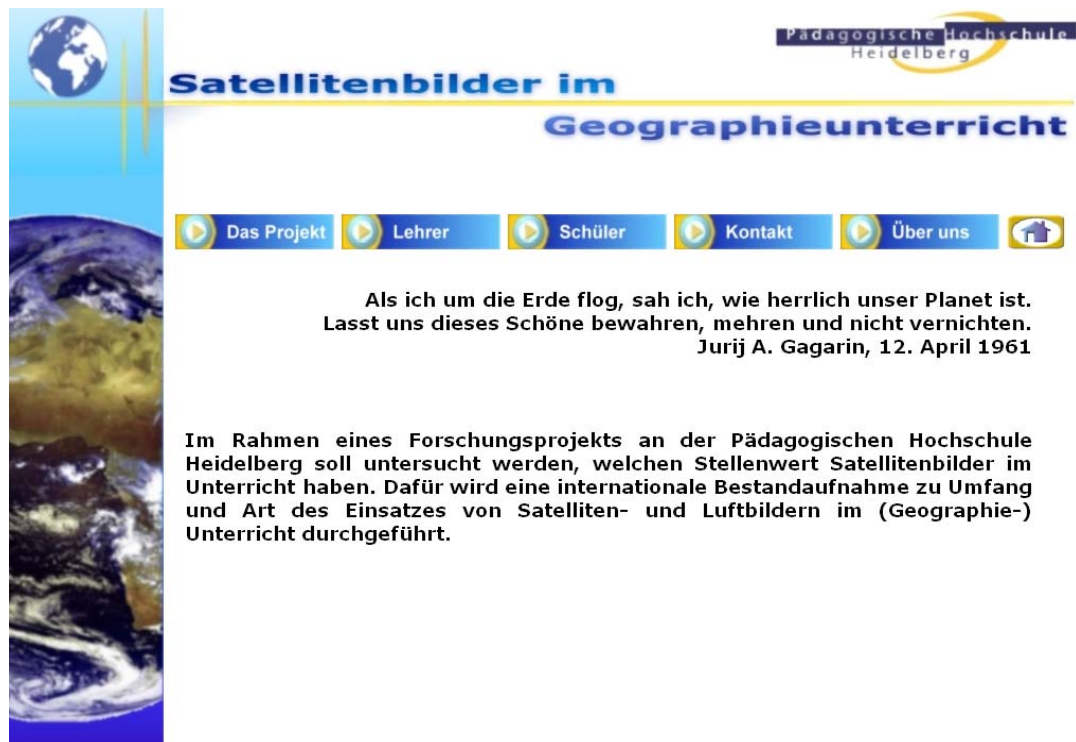 Pädagogische Hochschule
Heidelberg
Satellitenbilder im
Geographieunterricht
Das Projekt
Lehrer
Schüler
Kontakt
Über uns
Als ich um die Erde flog, sah ich, wie herrlich unser Planet ist.
Lasst uns dieses Schöne bewahren, mehren und nicht vernichten.
Jurij A. Gagarin, 12. April 1961
Im Rahmen eines Forschungsprojekts an der Pädagogischen Hochschule
Heidelberg soll untersucht werden, welchen Stellenwert Satellitenbilder im
Unterricht haben. Dafür wird eine internationale Bestandaufnahme zu Umfang
und Art des Einsatzes von Satelliten- und Luftbildern im (Geographie-)
Unterricht durchgeführt.